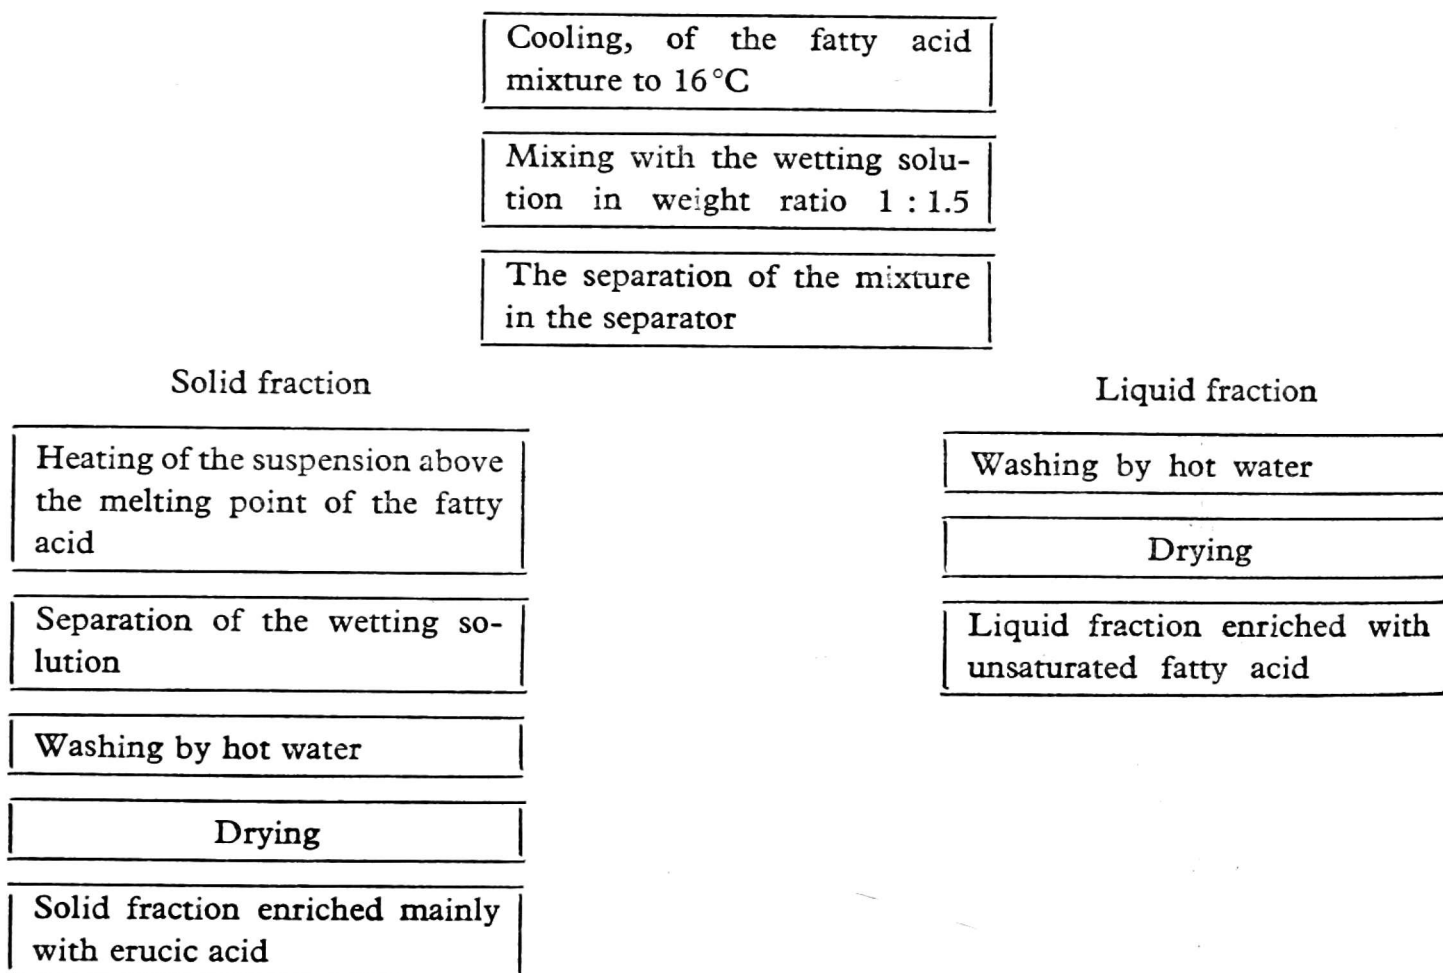 Cooling, of the fatty acid
mixture to 16 °C
Mixing with the wetting solu-
tion in weight ratio 1 : 1.5
The separation of the mixture
in the separator
Solid fraction
Heating of the suspension above
the melting point of the fatty
acid
Separation of the wetting so-
lution
Washing by hot water
Drying
Solid fraction enriched mainly
with erucic acid
Liquid fraction
Washing by hot water
Drying
Liquid fraction enriched with
unsaturated fatty acid